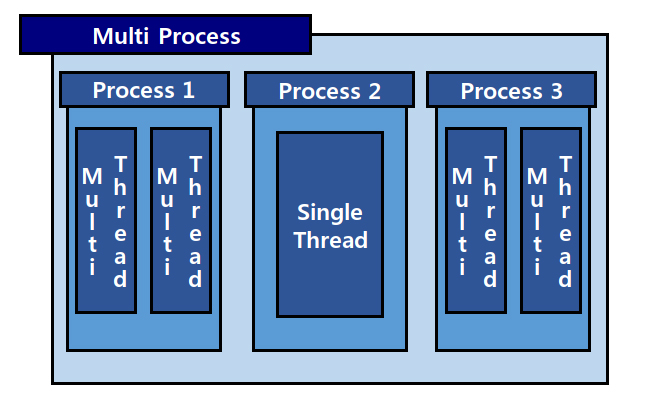 Multi Process
Process 1
Process 2
Process 3
Multi
Thread
Multi
Thread
Single
Thread
Multi
Thread
Multi
Thread